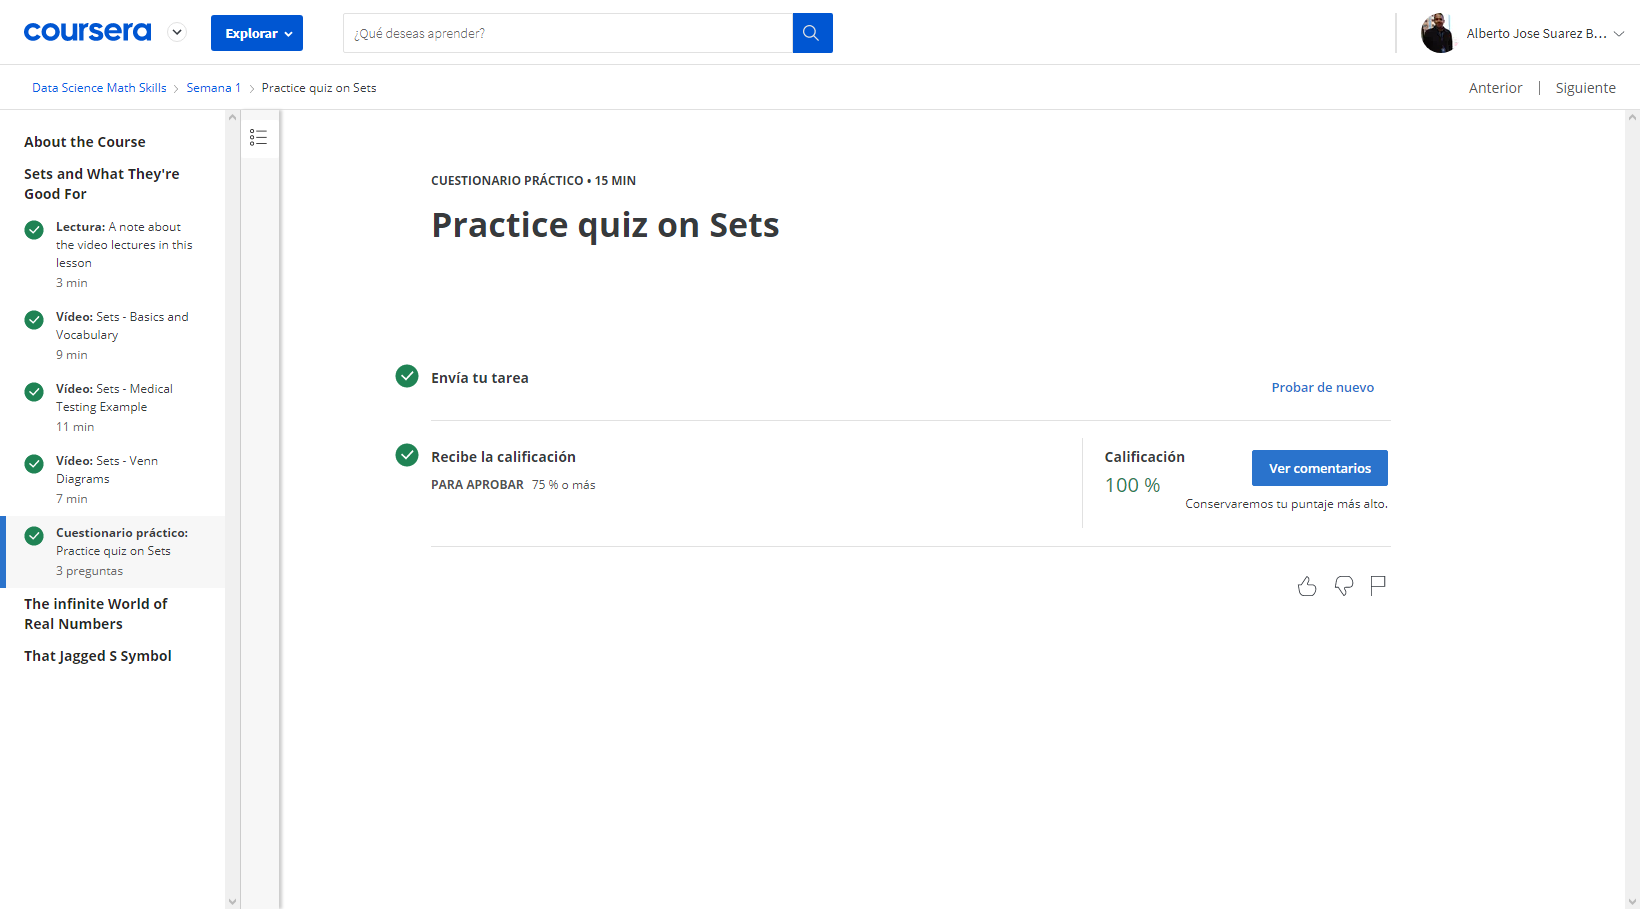 coursera
Explorar
¿Qué deseas aprender?
Alberto Jose Suarez B...
Data Science Math Skills > Semana 1 > Practice quiz on Sets
Anterior | Siguiente
About the Course
Sets and What They're
Good For
Lectura: A note about
the video lectures in this
lesson
3 min
Vídeo: Sets - Basics and
Vocabulary
9 min
Vídeo: Sets - Medical
Testing Example
11 min
Vídeo: Sets - Venn
Diagrams
7 min
Cuestionario práctico:
Practice quiz on Sets
3 preguntas
The infinite World of
Real Numbers
That Jagged S Symbol
CUESTIONARIO PRÁCTICO • 15 MIN
Practice quiz on Sets
Envía tu tarea
Probar de nuevo
Recibe la calificación
PARA APROBAR 75 % o más
Calificación
100 %
Ver comentarios
Conservaremos tu puntaje más alto.